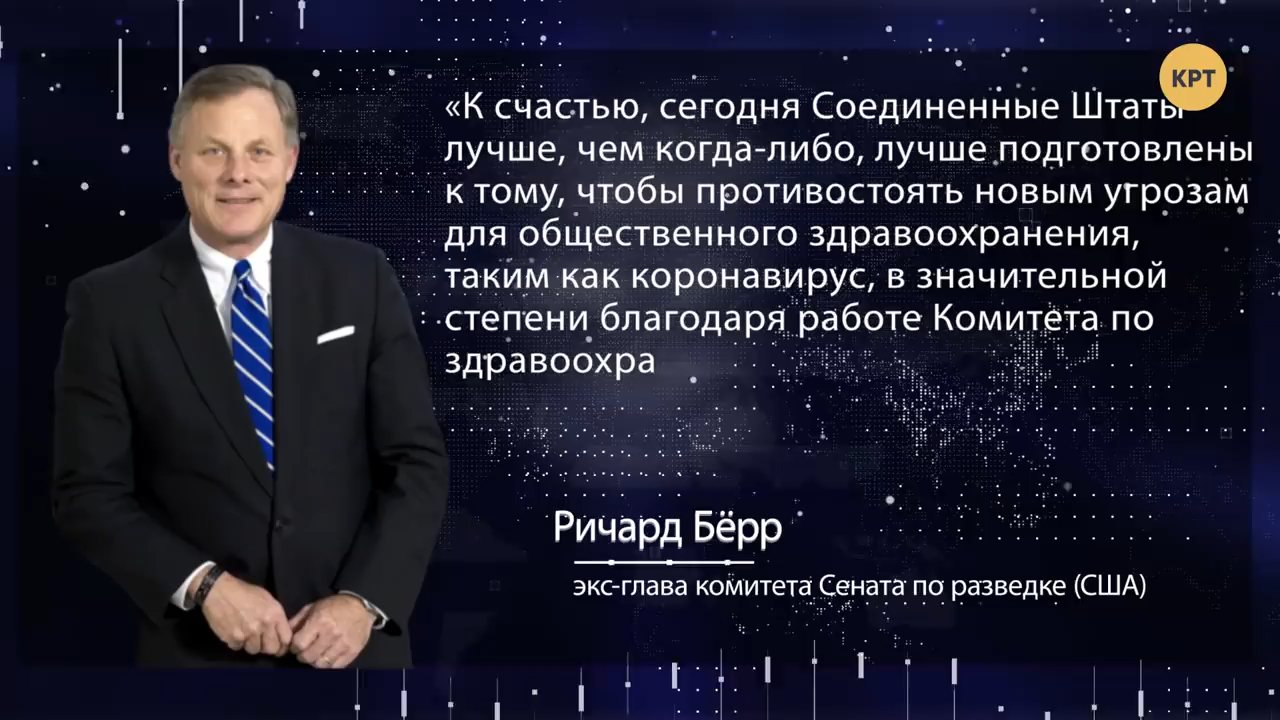 КРТ
«К счастью, сегодня Соединенные Штаты
лучше, чем когда-либо, лучше подготовлены
к тому, чтобы противостоять новым угрозам
для общественного здравоохранения,
таким как коронавирус, в значительной
степени благодаря работе Комитета по
здравоохра
Ричард Бёрр
экс-глава комитета Сената по разведке (США)